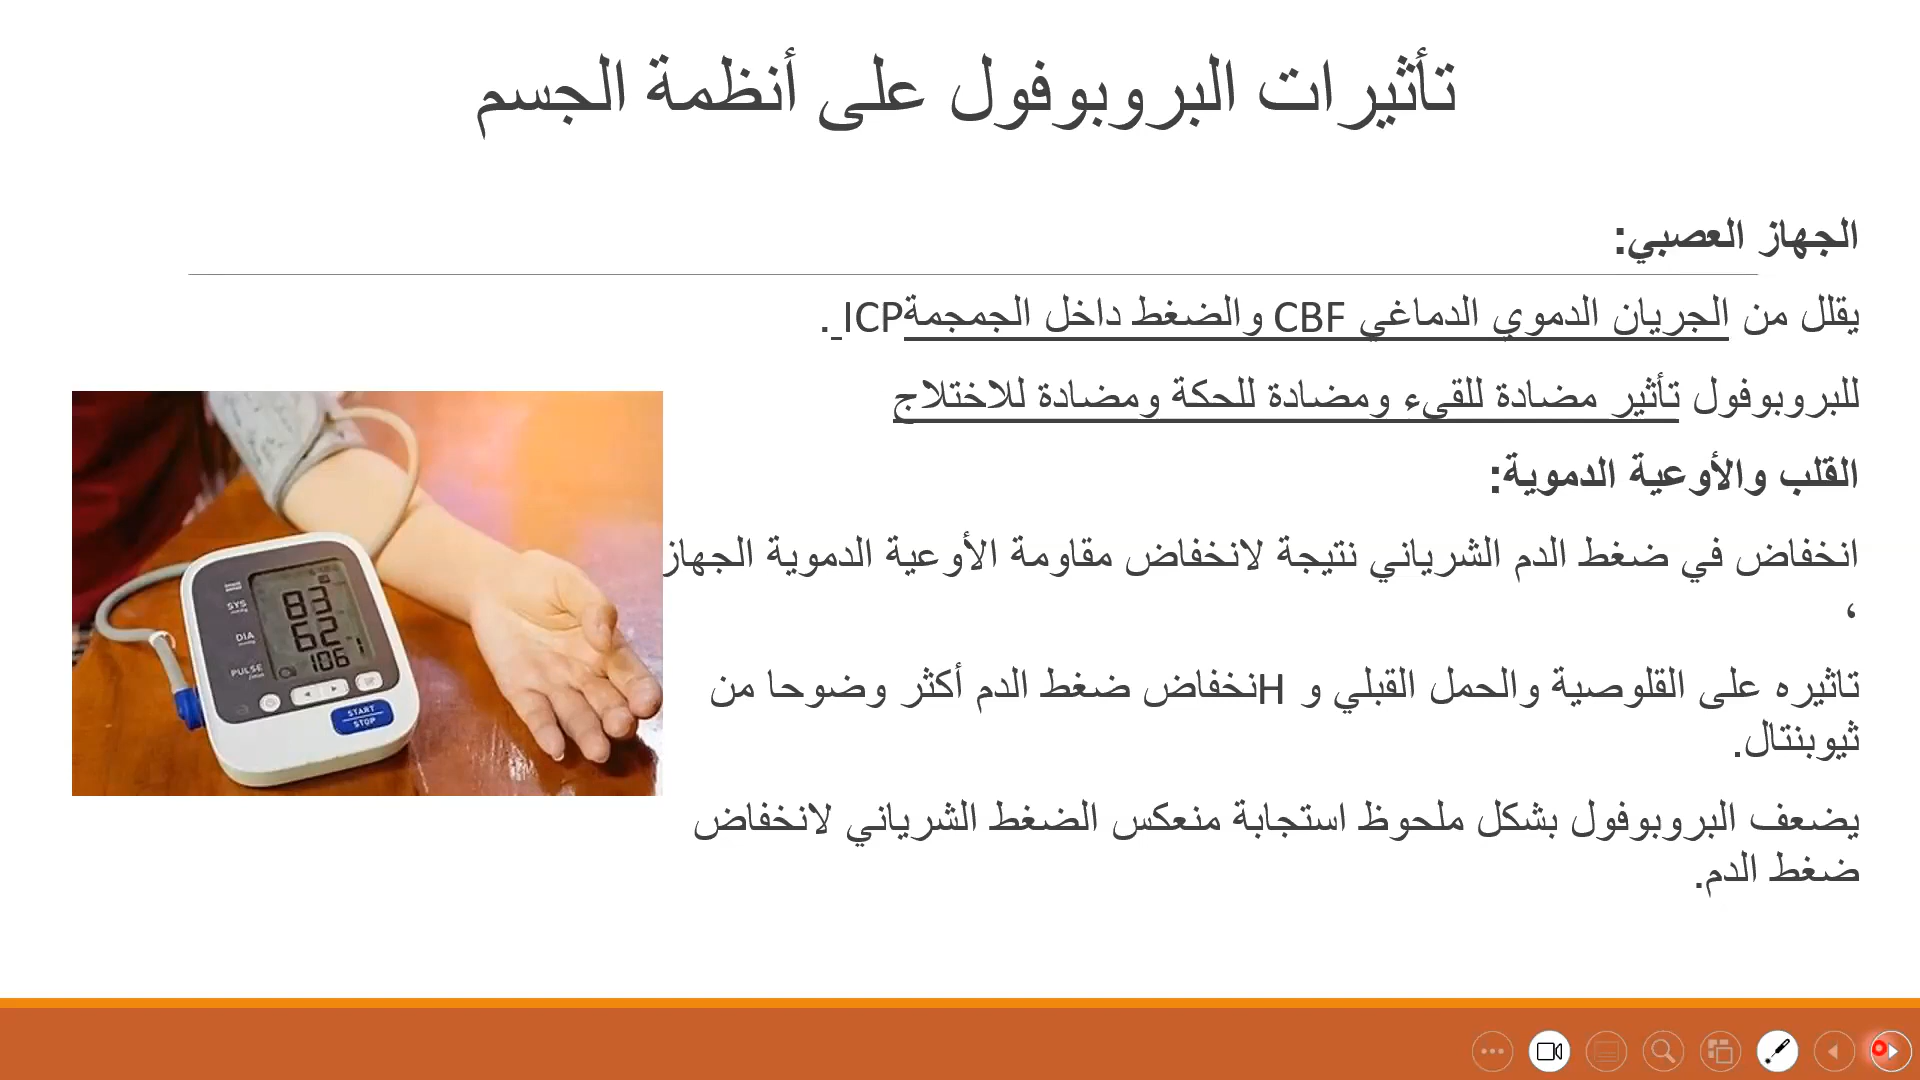 تأثيرات البروبوفول على أنظمة الجسم
الجهاز العصبي:
يقلل من الجريان الدموي الدماغي CBF والضغط داخل الجمجمةICP .
للبروبوفول تأثير مضادة للقيء ومضادة للحكة ومضادة للاختلاج
القلب والأوعية الدموية:
انخفاض في ضغط الدم الشرياني نتيجة لانخفاض مقاومة الأوعية الدموية الجهاز
،
تاثيره على القلوصية والحمل القبلي و Hنخفاض ضغط الدم أكثر وضوحا من
ثيوبنتال.
يضعف البروبوفول بشكل ملحوظ استجابة منعكس الضغط الشرياني لانخفاض
ضغط الدم.
SYS
83
DIA
62
PULSE
106
START
STOP